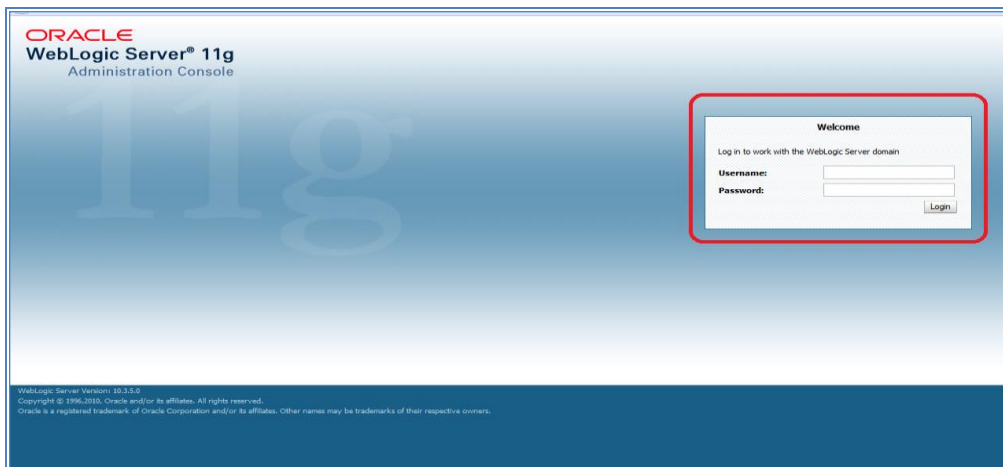 ORACLE
WebLogic Server® 11g
Administration Console
11g
Welcome
Log in to work with the WebLogic Server domain
Username:
Password:
Login
WebLogic Server Version: 10.3.5.0
Copyright © 1996,2010, Oracle and/or its affiliates. All rights reserved.
Oracle is a registered trademark of Oracle Corporation and/or its affiliates. Other names may be trademarks of their respective owners.